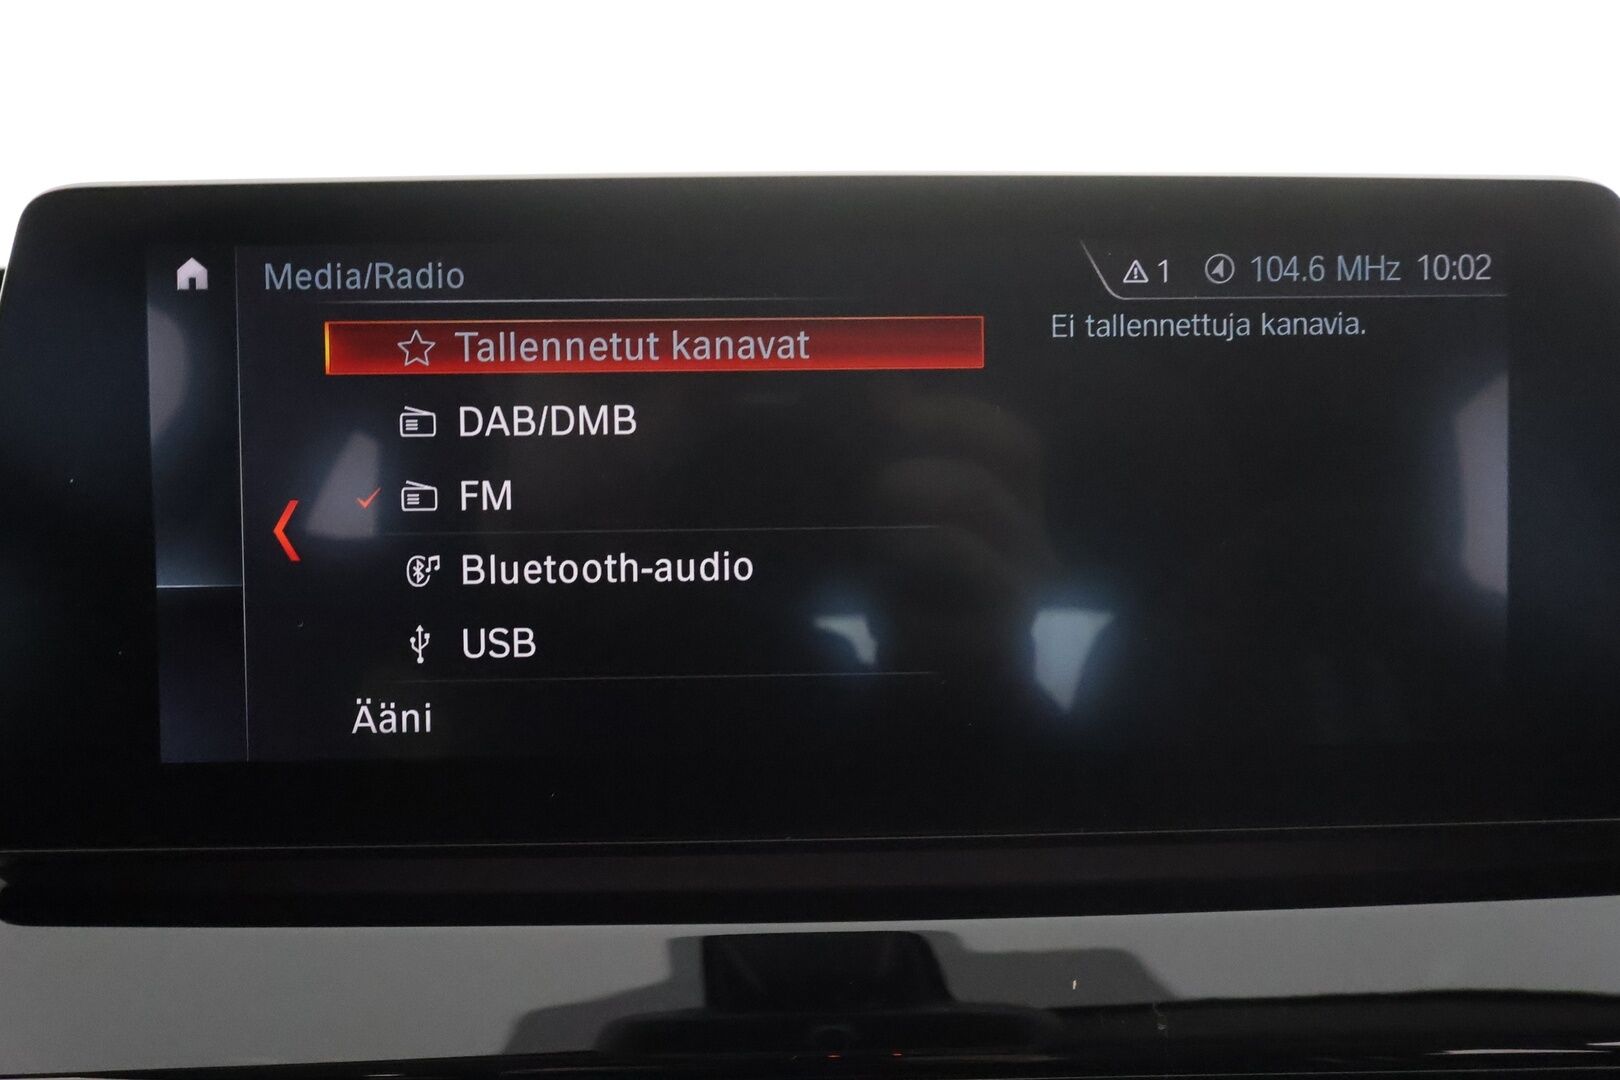 Media/Radio
1 104.6 MHz 10:02
Tallennetut kanavat
Ei tallennettuja kanavia.
DAB/DMB
FM
Bluetooth-audio
USB
Ääni